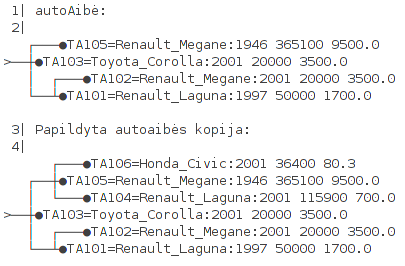 1| autoAibė:
2|
●TA105=Renault_Megane:1946 365100 9500.0
>●TA103=Toyota_Corolla:2001 20000 3500.0
●TA102=Renault_Megane:2001 20000 3500.0
●TA101=Renault_Laguna:1997 50000 1700.0
3| Papildyta autoaibės kopija:
4|
●TA106=Honda_Civic:2001 36400 80.3
●TA105=Renault_Megane:1946 365100 9500.0
●TA104=Renault_Laguna:2001 115900 700.0
>●TA103=Toyota_Corolla:2001 20000 3500.0
●TA102=Renault_Megane:2001 20000 3500.0
●TA101=Renault_Laguna:1997 50000 1700.0